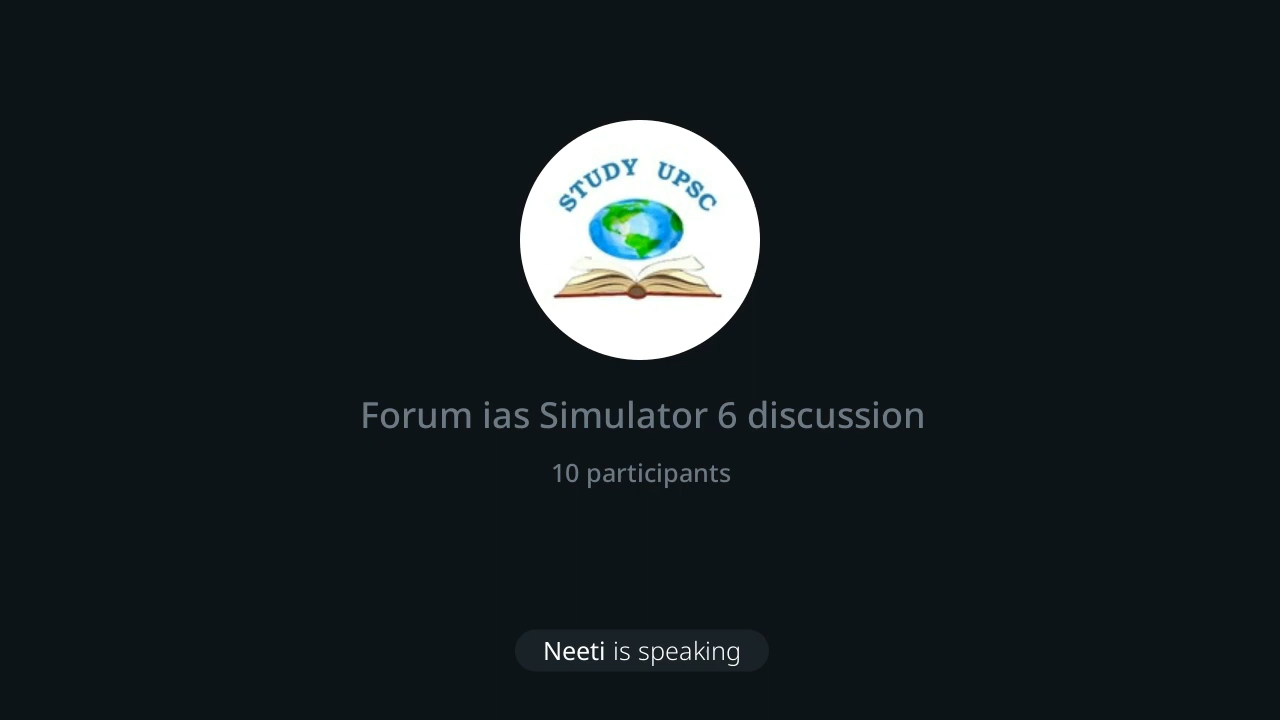 STUDY UPSC
Forum ias Simulator 6 discussion
10 participants
Neeti is speaking